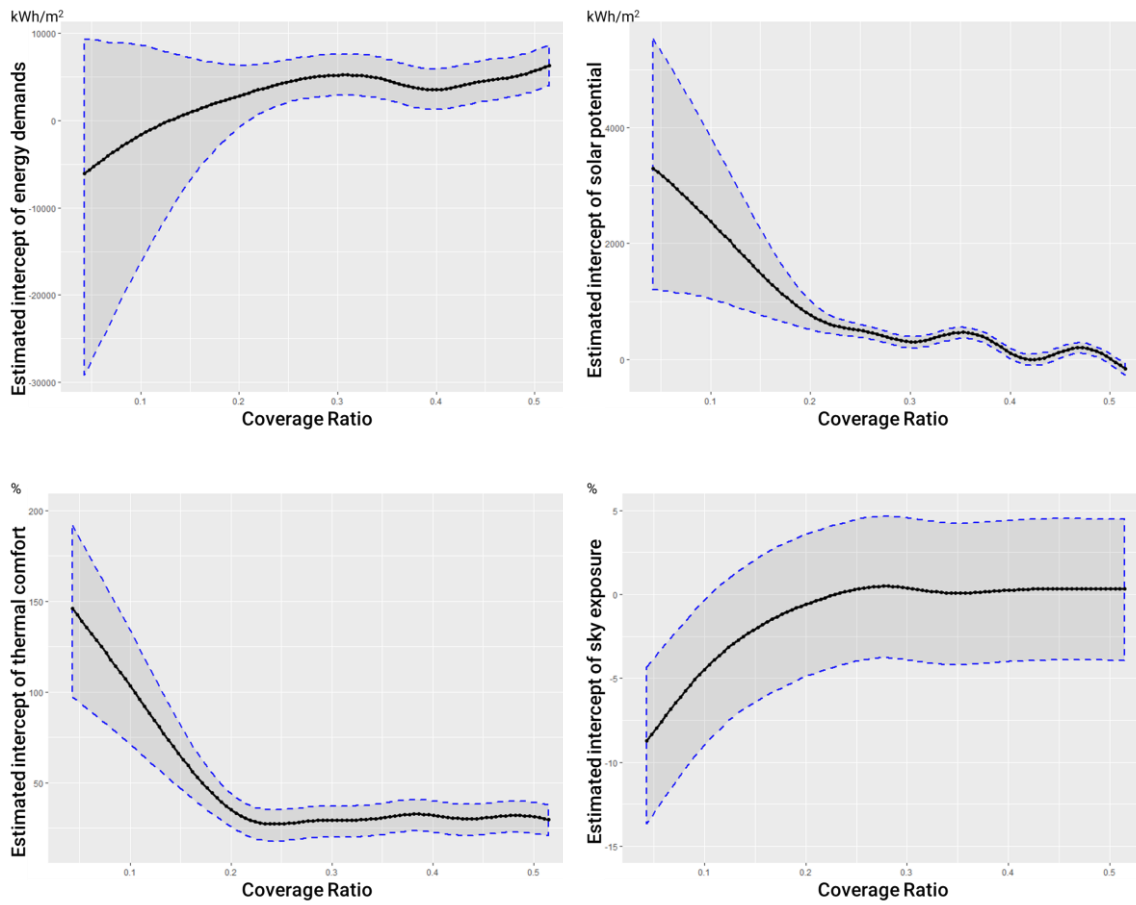 kWh/m²
Estimated intercept of energy demands
10000
0
-10000
-20000
-30000
0.1 0.2 0.3 0.4 0.5
Coverage Ratio
kWh/m²
Estimated intercept of solar potential
4000
2000
0
0.1 0.2 0.3 0.4 0.5
Coverage Ratio
%
Estimated intercept of thermal comfort
200
150
100
50
0.1 0.2 0.3 0.4 0.5
Coverage Ratio
%
Estimated intercept of sky exposure
5
0
-5
-10
-15
0.1 0.2 0.3 0.4 0.5
Coverage Ratio